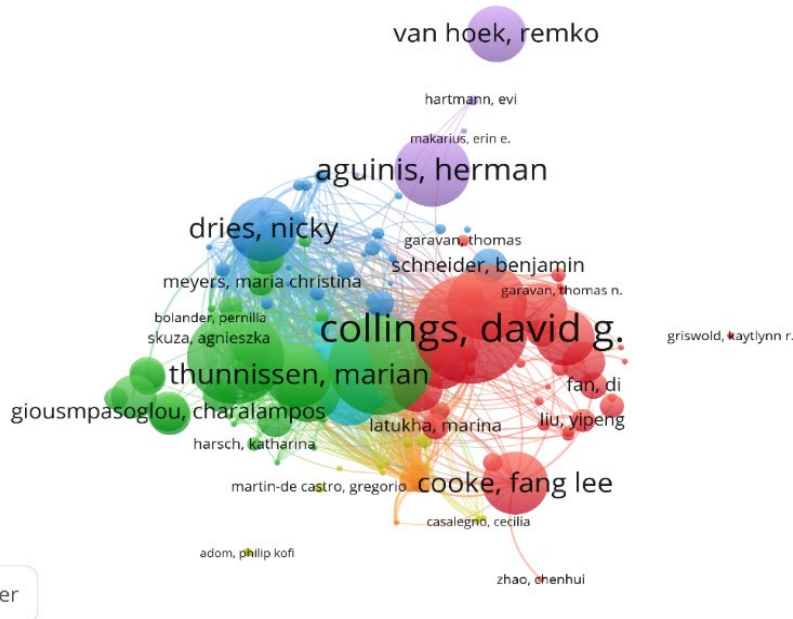 van hoek, remko
hartmann, evi
makarius, erin e.
aguinis, herman
dries, nicky
garavan, thomas
schneider, benjamin
meyers, maria christina
garavan, thomas n.
bolander, pernilla
collings, david g.
skuza, agnieszka
griswold, kaytlynn r.
thunnissen, marian
fan, di
giousmpasoglou, charalampos
liu, yipeng
latukha, marina
harsch, katharina
martin-de castro, gregorio
cooke, fang lee
casalegno, cecilia
adom, philip kofi
zhao, chenhui
er